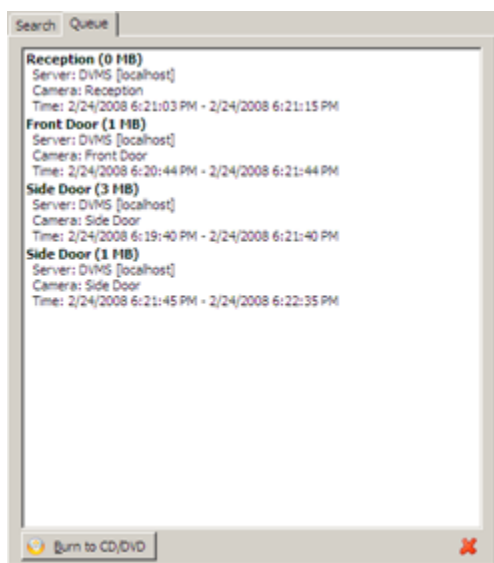 Search Queue
Reception (0 MB)
Server: DVMS [localhost]
Camera: Reception
Time: 2/24/2008 6:21:03 PM - 2/24/2008 6:21:15 PM
Front Door (1 MB)
Server: DVMS [localhost]
Camera: Front Door
Time: 2/24/2008 6:20:44 PM - 2/24/2008 6:21:44 PM
Side Door (3 MB)
Server: DVMS [localhost]
Camera: Side Door
Time: 2/24/2008 6:19:40 PM - 2/24/2008 6:21:40 PM
Side Door (1 MB)
Server: DVMS [localhost]
Camera: Side Door
Time: 2/24/2008 6:21:45 PM - 2/24/2008 6:22:35 PM
Burn to CD/DVD